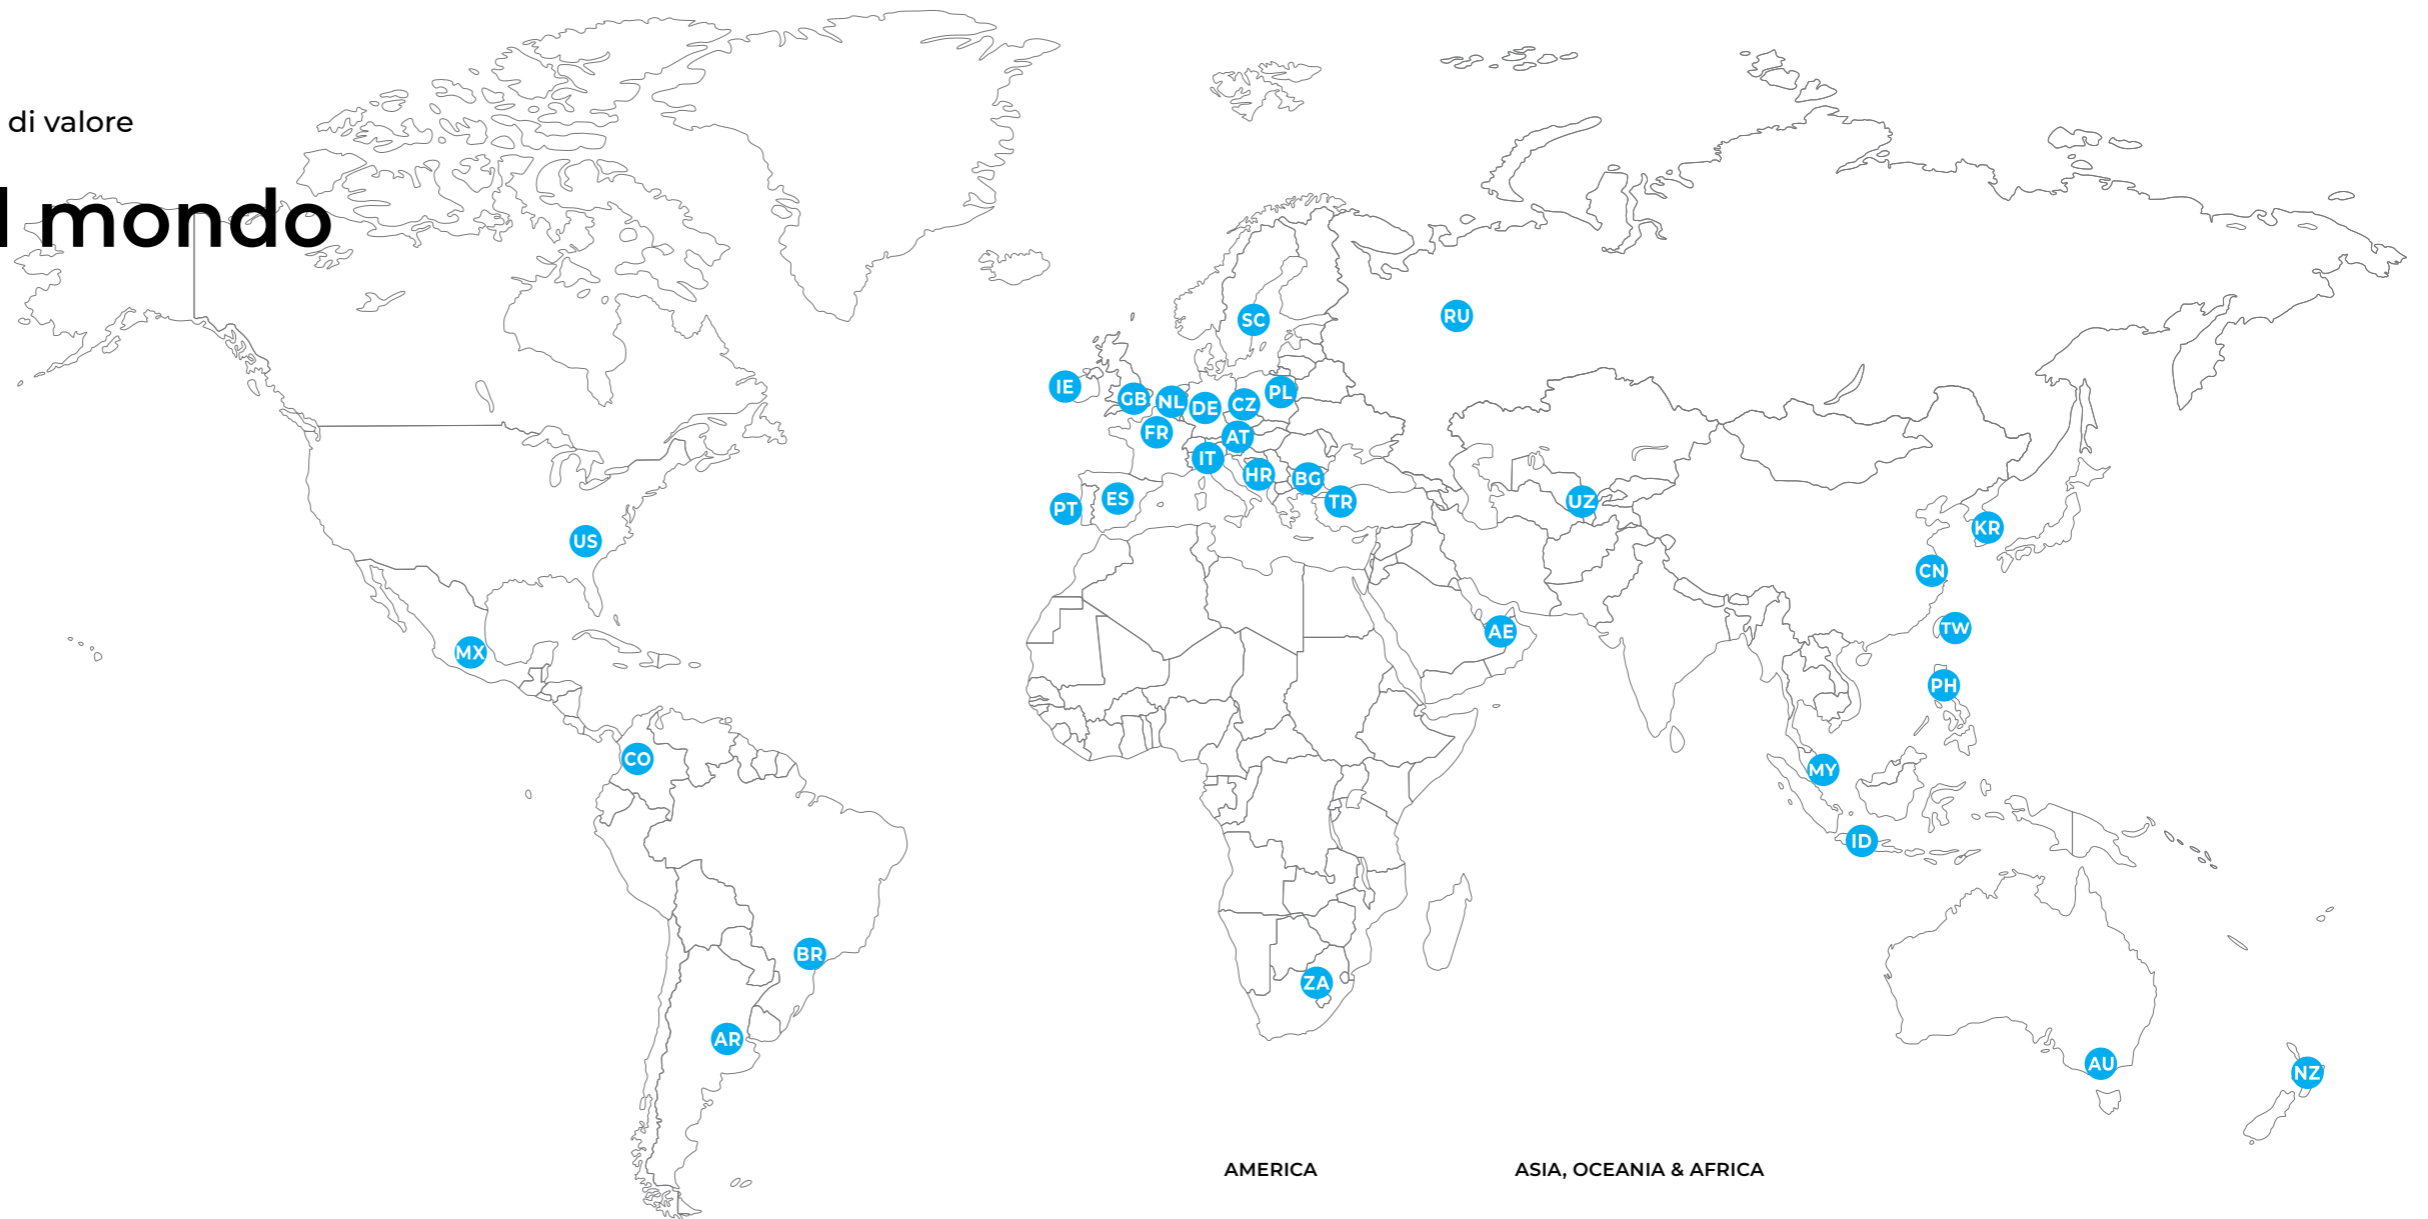 di valore
l mondo
SC
RU
IE
GB
NL
DE
CZ
PL
FR
AT
IT
HR
BG
PT
ES
TR
UZ
US
KR
CN
MX
AE
TW
PH
CO
MY
ID
BR
ZA
AR
AU
NZ
AMERICA
ASIA, OCEANIA & AFRICA